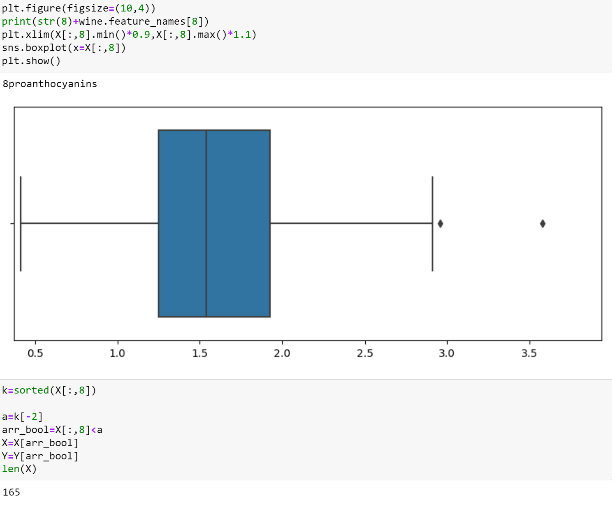 plt.figure(figsize=(10,4))
print(str(8)+wine.feature_names[8])
plt.xlim(X[:,8].min()*0.9,X[:,8].max()*1.1)
sns.boxplot(x=X[:,8])
plt.show()
8proanthocyanins
0.5 1.0 1.5 2.0 2.5 3.0 3.5
k=sorted(X[:,8])
a=k[-2]
arr_bool=X[:,8]<a
X=X[arr_bool]
Y=Y[arr_bool]
len(X)
165